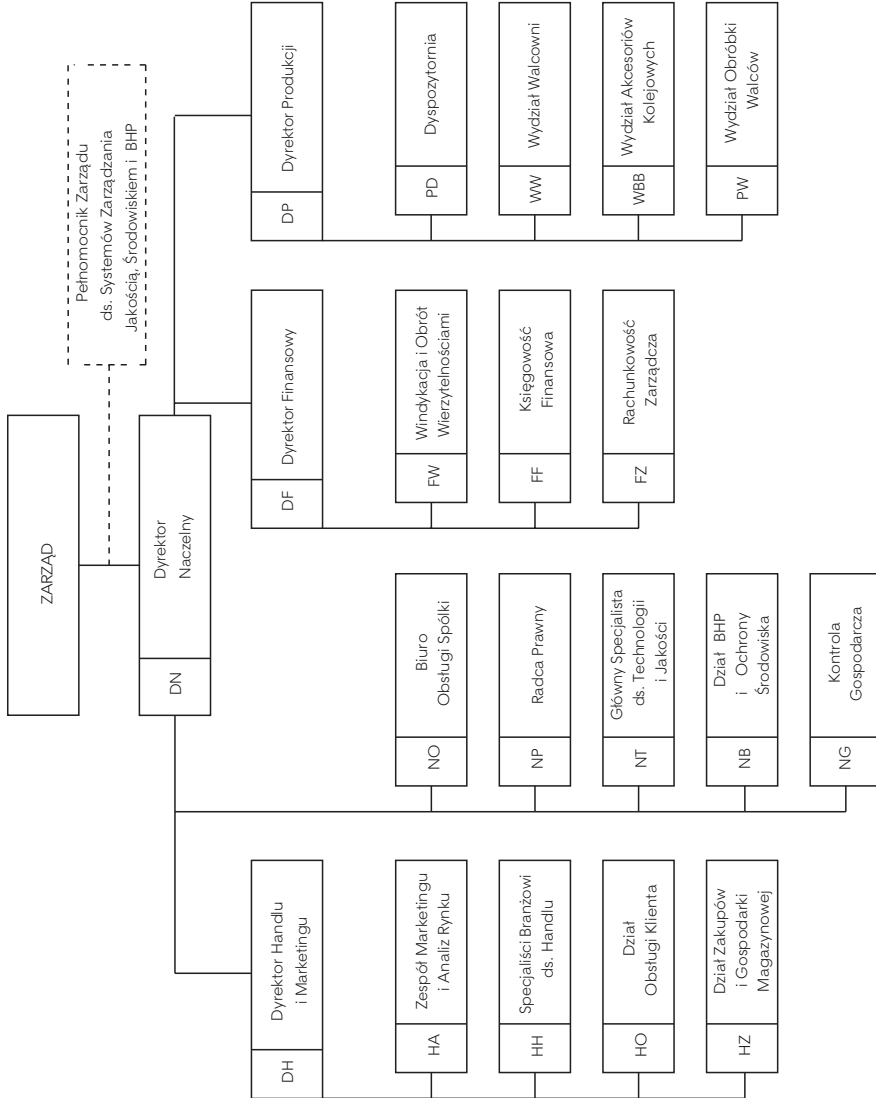 ZARZĄD
Pełnomocnik Zarządu
ds. Systemów Zarządzania
Jakością, Środowiskiem i BHP
DN
Dyrektor
Naczelny
DH
Dyrektor Handlu
i Marketingu
HA
Zespół Marketingu
i Analiz Rynku
HH
Specjaliści Branżowi
ds. Handlu
HO
Dział
Obsługi Klienta
HZ
Dział Zakupów
i Gospodarki
Magazynowej
NO
Biuro
Obsługi Spólki
NP
Radca Prawny
NT
Główny Specjalista
ds. Technologii
i Jakości
NB
Dział BHP
i Ochrony
Środowiska
NG
Kontrola
Gospodarcza
DF
Dyrektor Finansowy
FW
Windykacja i Obrót
Wierzytelnościami
FF
Księgowość
Finansowa
FZ
Rachunkowość
Zarządcza
DP
Dyrektor Produkcji
PD
Dyspozytornia
WW
Wydział Walcowni
WBB
Wydział Akcesoriów
Kolejowych
PW
Wydział Obróbki
Walców